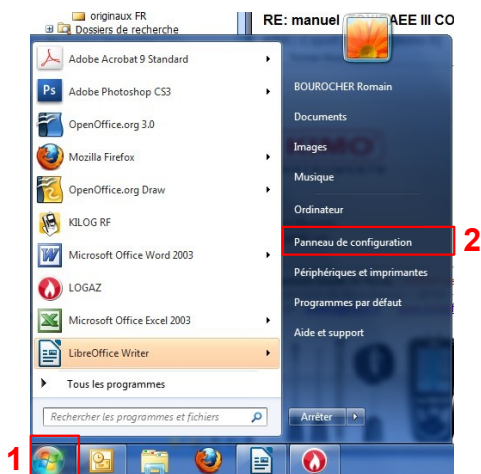 originaux FR
Dossiers de recherche
RE: manuel
AEE III CO
Adobe Acrobat 9 Standard
Ps Adobe Photoshop CS3
OpenOffice.org 3.0
Mozilla Firefox
OpenOffice.org Draw
KILOG RF
Microsoft Office Word 2003
LOGAZ
Microsoft Office Excel 2003
LibreOffice Writer
Tous les programmes
Rechercher les programmes et fichiers
BOUROCHER Romain
Documents
Images
KIMO
Musique
Ordinateur
Panneau de configuration
2
Périphériques et imprimantes
Programmes par défaut
Aide et support
Arrêter
1